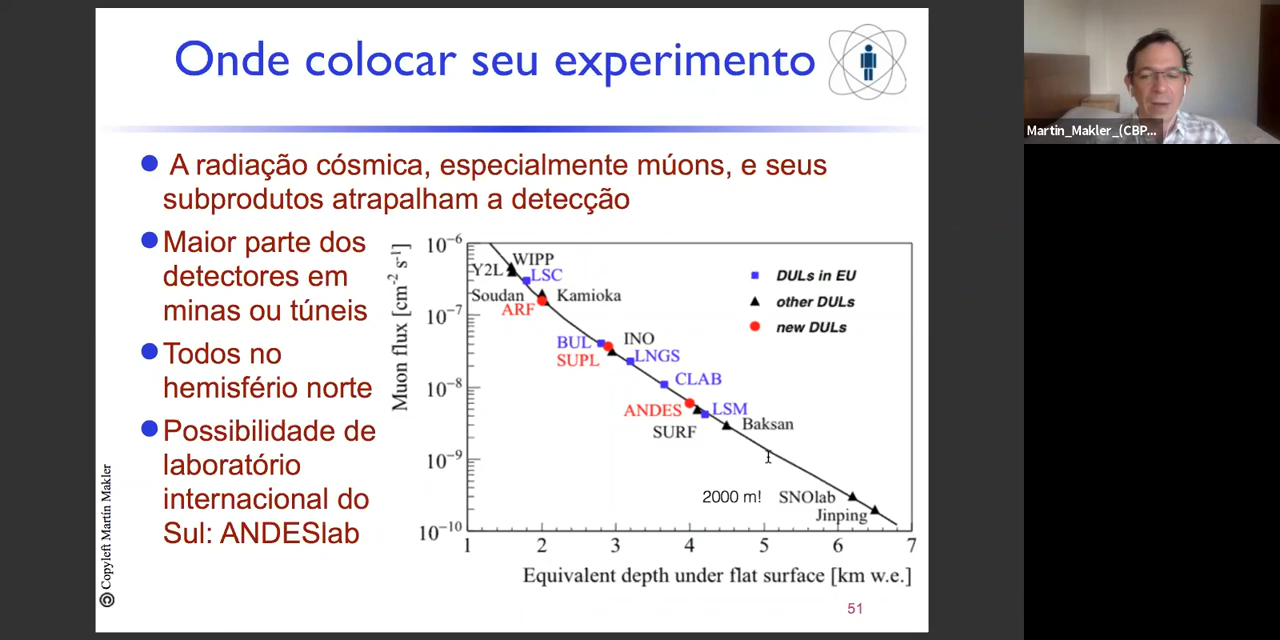 Onde colocar seu experimento
Martin_Makler_(CBP...
A radiação cósmica, especialmente múons, e seus
subprodutos atrapalham a detecção
Maior parte dos
detectores em
minas ou túneis
Todos no
hemisfério norte
Possibilidade de
laboratório
internacional do
Sul: ANDESlab
Muon flux [cm-2 s-1]
10-6
10-7
10-8
10-9
10-10
WIPP
Y2L
LSC
Soudan
Kamioka
ARF
BUL
INO
SUPL
LNGS
CLAB
ANDES
LSM
SURF
Baksan
2000 m!
SNOlab
Jinping
DULs in EU
other DULs
new DULs
1 2 3 4 5 6 7
Equivalent depth under flat surface [km w.e.]
© Copyleft Martín Makler
51